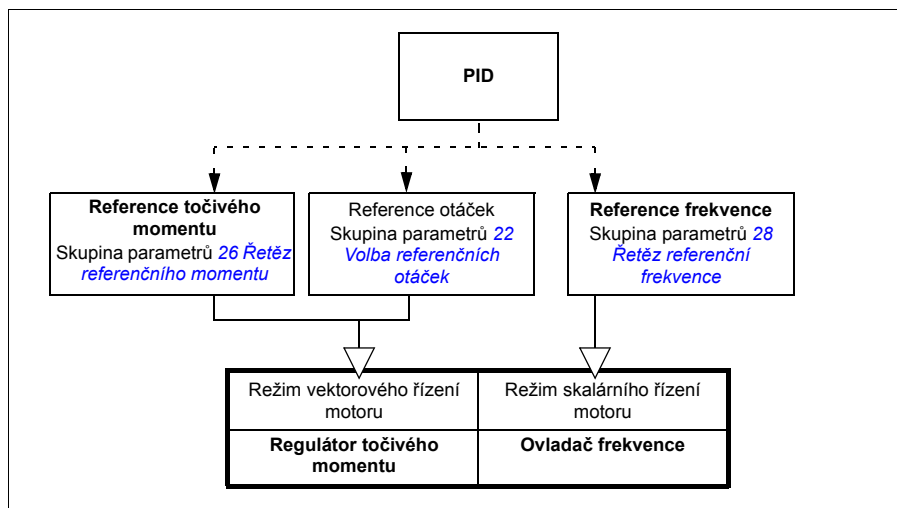 PID
Reference točivého
momentu
Skupina parametrů 26 Řetěz
referenčního momentu
Reference otáček
Skupina parametrů 22
Volba referenčních
otáček
Reference frekvence
Skupina parametrů 28
Řetěz referenční
frekvence
Režim vektorového řízení
motoru
Režim skalárního řízení
motoru
Regulátor točivého
momentu
Ovladač frekvence